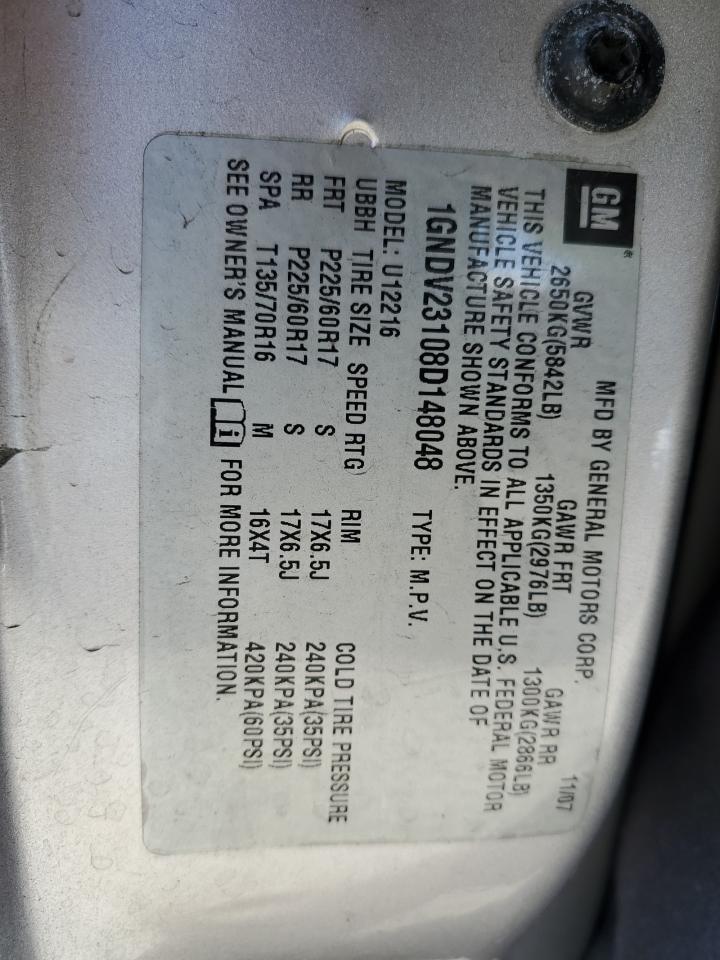 GM®
MFD BY GENERAL MOTORS CORP. 11/07
GVWR GAWR FRT GAWR RR
2650KG(5842LB) 1350KG(2976LB) 1300KG(2866LB)
THIS VEHICLE CONFORMS TO ALL APPLICABLE U.S. FEDERAL MOTOR
VEHICLE SAFETY STANDARDS IN EFFECT ON THE DATE OF
MANUFACTURE SHOWN ABOVE.
1GNDV23108D148048 TYPE: M.P.V.
MODEL: U12216
UBBH TIRE SIZE SPEED RTG RIM COLD TIRE PRESSURE
FRT P225/60R17 S 17X6.5J 240KPA(35PSI)
RR P225/60R17 S 17X6.5J 240KPA(35PSI)
SPA T135/70R16 M 16X4T 420KPA(60PSI)
SEE OWNER'S MANUAL i FOR MORE INFORMATION.